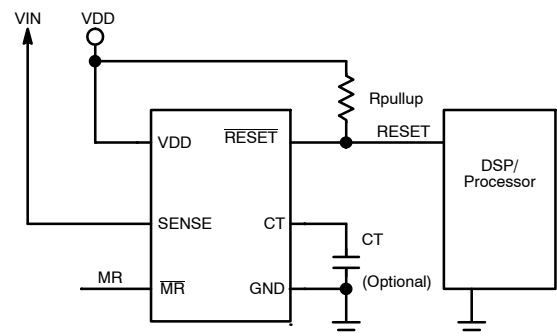 VIN
VDD
Rpullup
VDD
RESET
RESET
DSP/
Processor
SENSE
CT
CT
(Optional)
MR
MR
GND